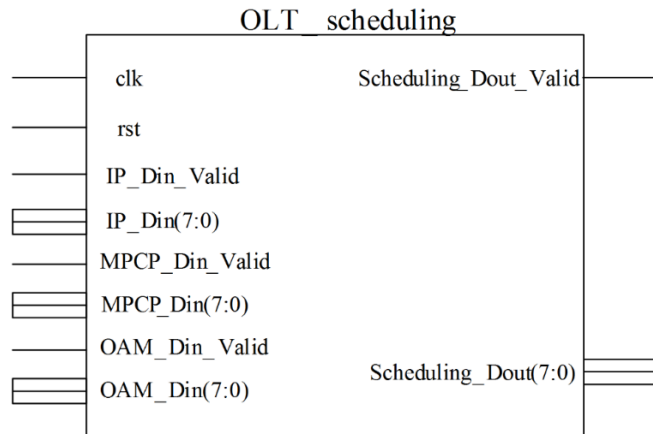 OLT_ scheduling
clk
Scheduling_Dout_Valid
rst
IP_Din_Valid
IP_Din(7:0)
MPCP_Din_Valid
MPCP_Din(7:0)
OAM_Din_Valid
Scheduling_Dout(7:0)
OAM_Din(7:0)